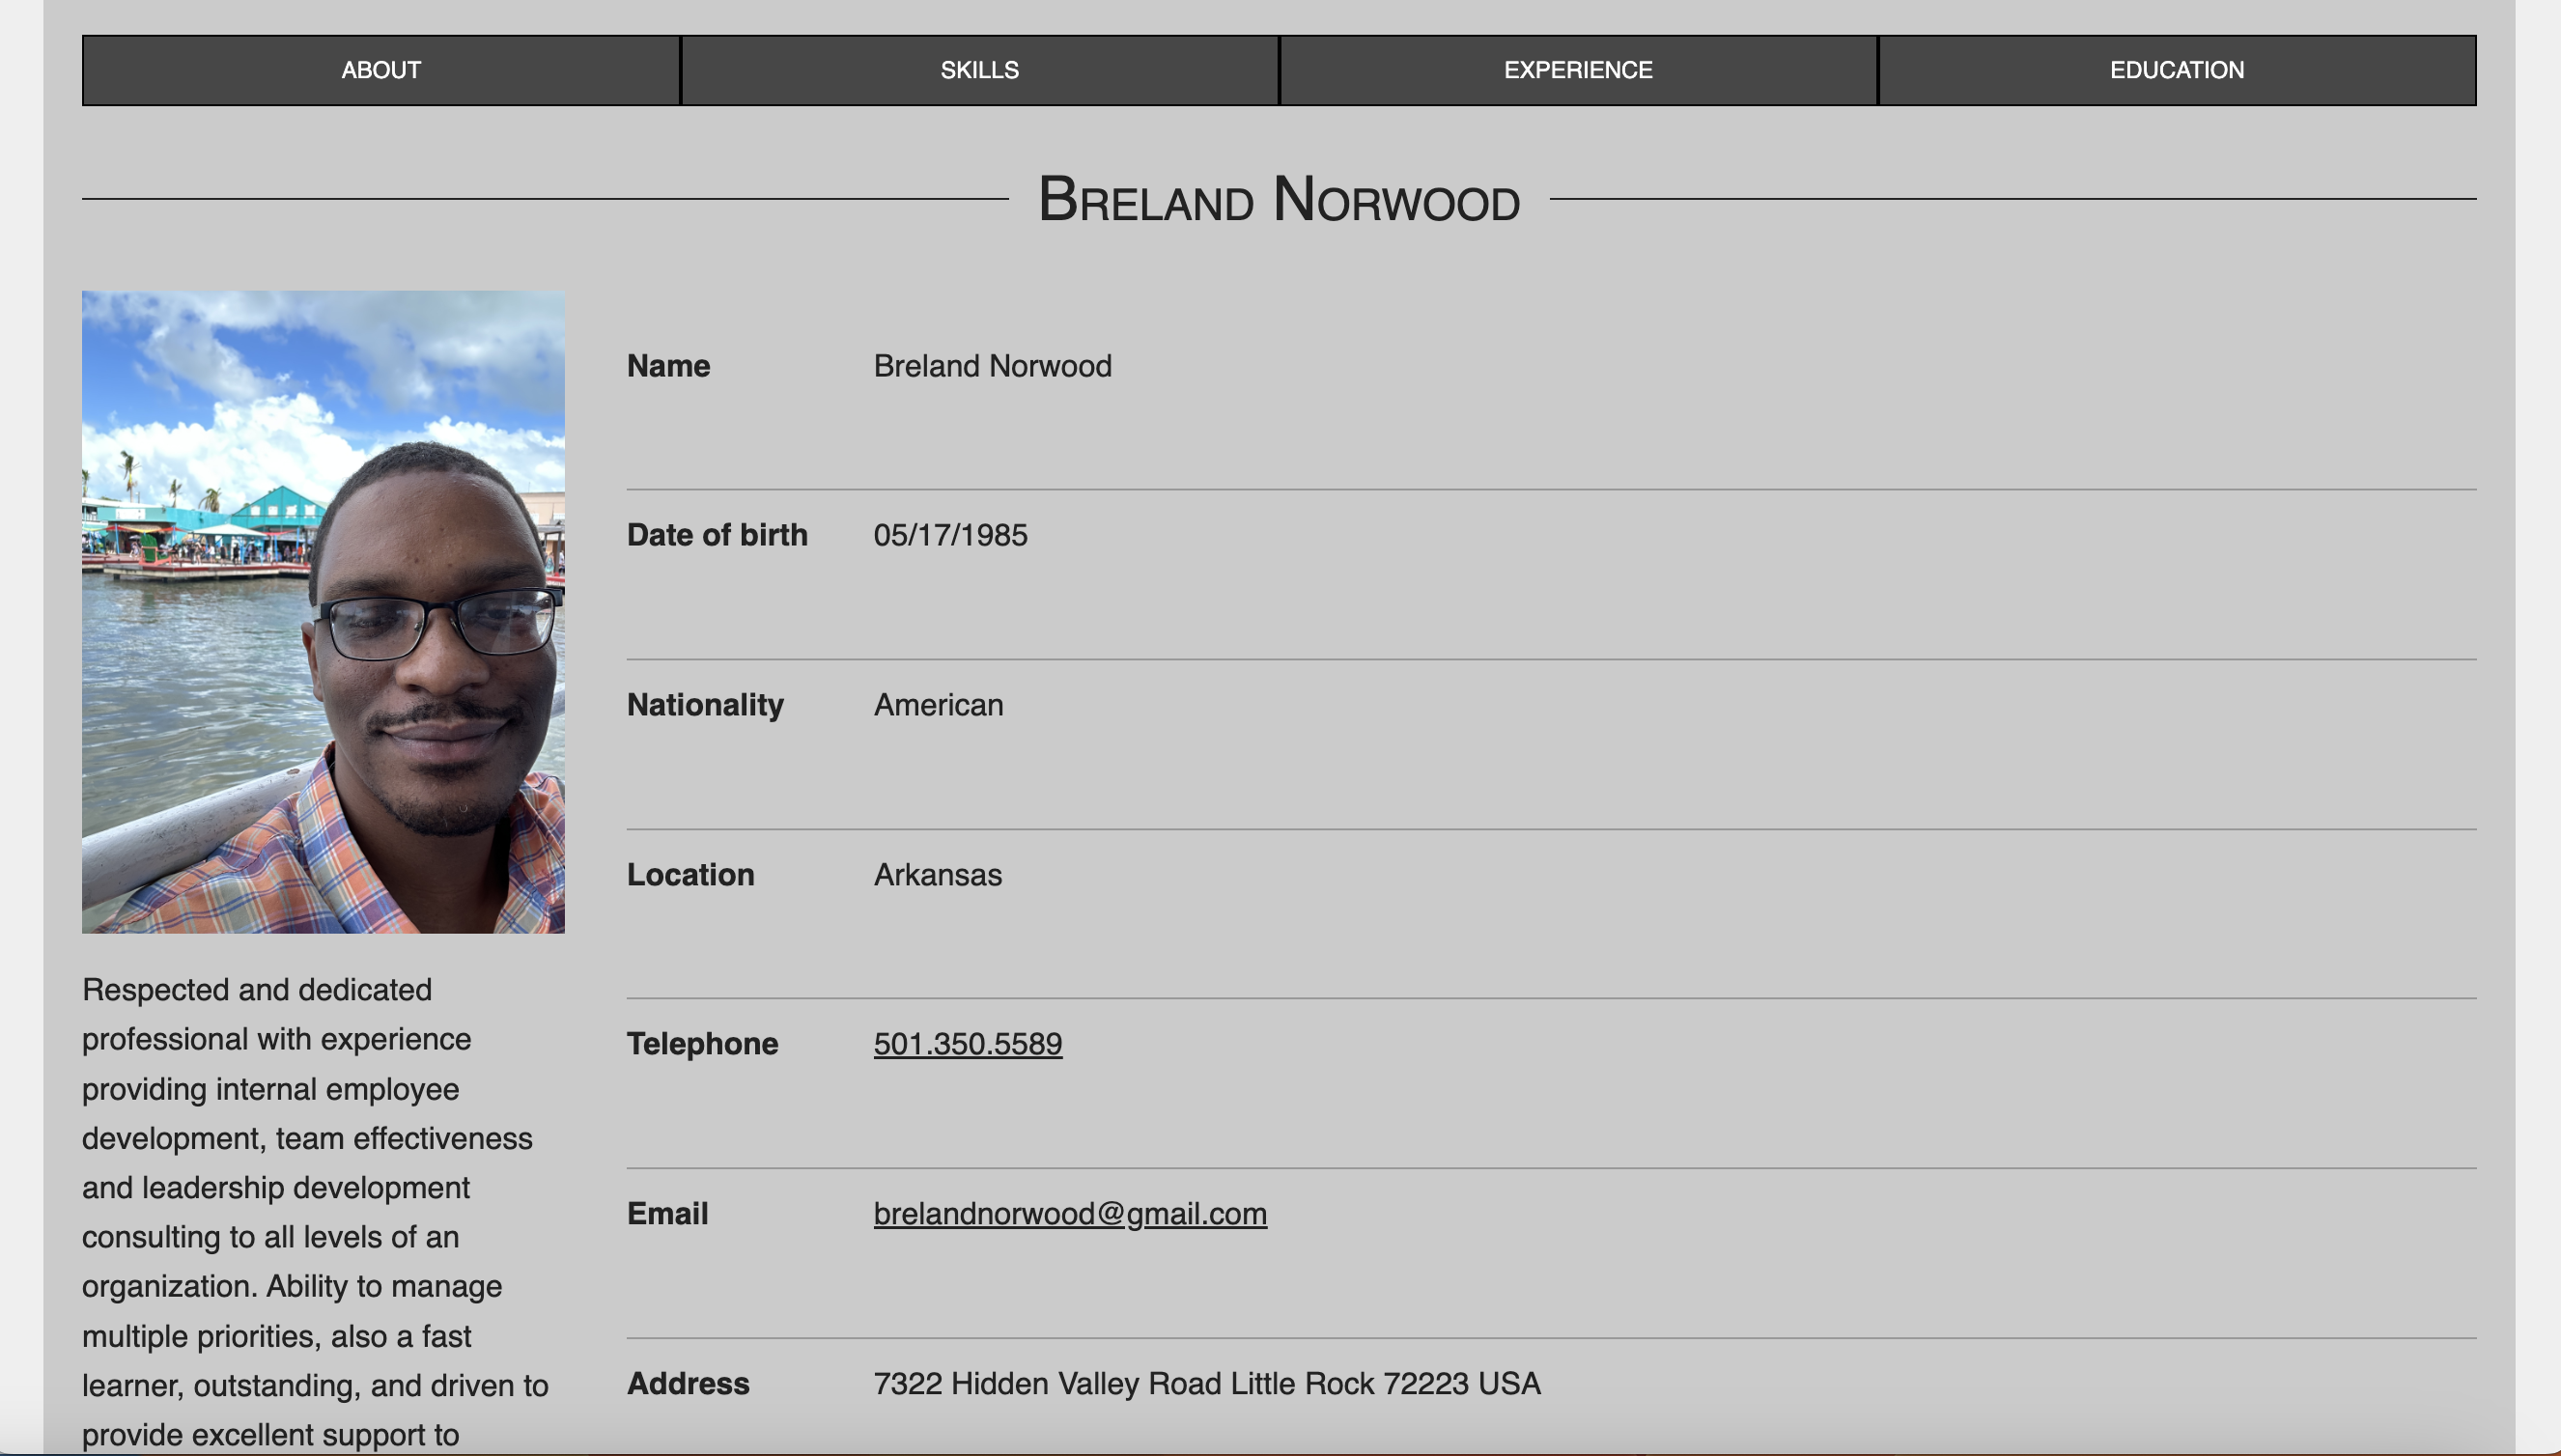 ABOUT
SKILLS
EXPERIENCE
EDUCATION
Breland Norwood
Name Breland Norwood
Date of birth 05/17/1985
Nationality American
Location Arkansas
Telephone 501.350.5589
Email brelandnorwood@gmail.com
Address 7322 Hidden Valley Road Little Rock 72223 USA
Respected and dedicated
professional with experience
providing internal employee
development, team effectiveness
and leadership development
consulting to all levels of an
organization. Ability to manage
multiple priorities, also a fast
learner, outstanding, and driven to
provide excellent support to